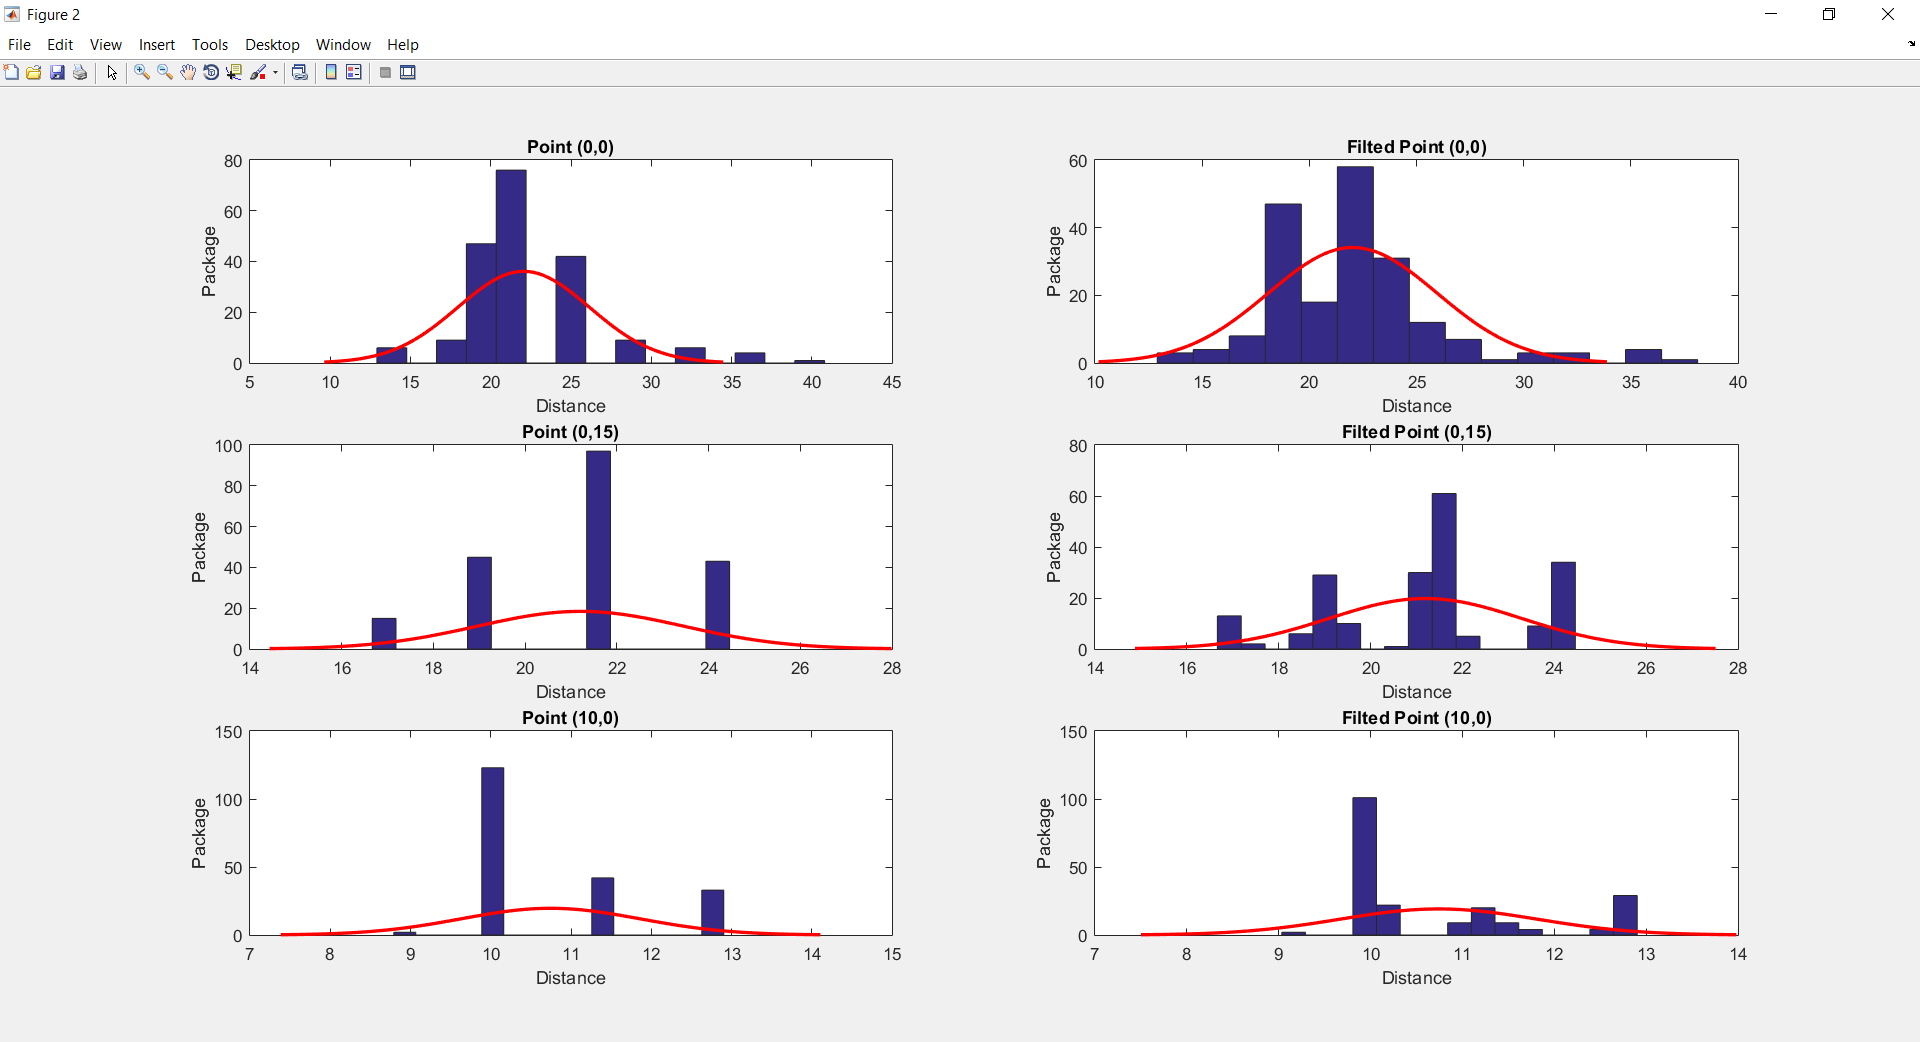 Figure 2
File Edit View Insert Tools Desktop Window Help
Point (0,0)
80
60
40
20
0
Package
5 10 15 20 25 30 35 40 45
Distance
Filted Point (0,0)
60
40
20
0
Package
10 15 20 25 30 35 40
Distance
Point (0,15)
100
80
60
40
20
0
Package
14 16 18 20 22 24 26 28
Distance
Filted Point (0,15)
80
60
40
20
0
Package
14 16 18 20 22 24 26 28
Distance
Point (10,0)
150
100
50
0
Package
7 8 9 10 11 12 13 14 15
Distance
Filted Point (10,0)
150
100
50
0
Package
7 8 9 10 11 12 13 14
Distance